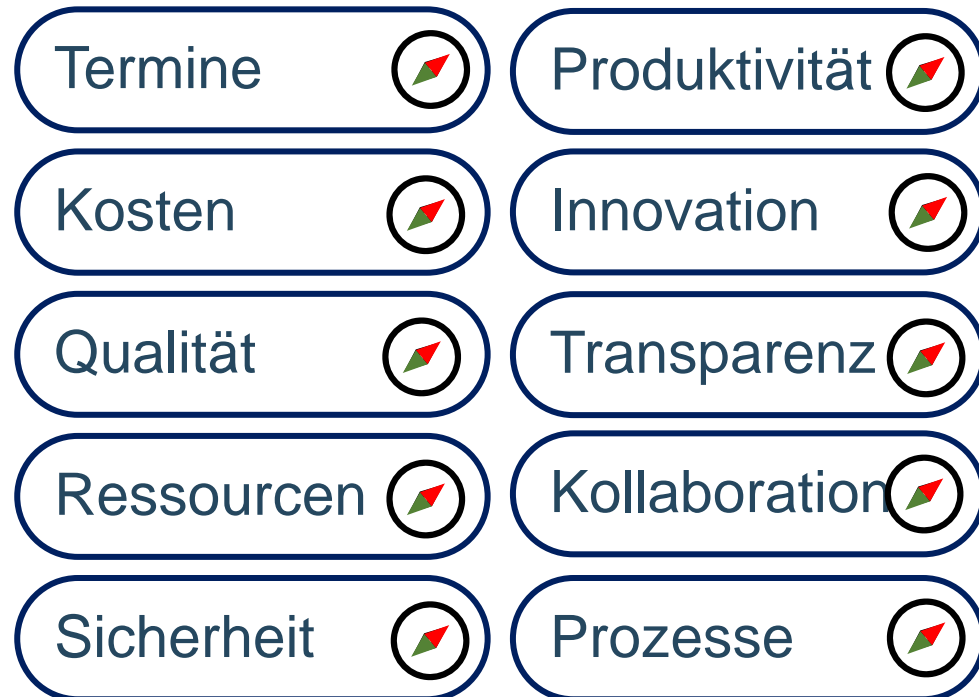 Termine
Produktivität
Kosten
Innovation
Qualität
Transparenz
Ressourcen
Kollaboration
Sicherheit
Prozesse